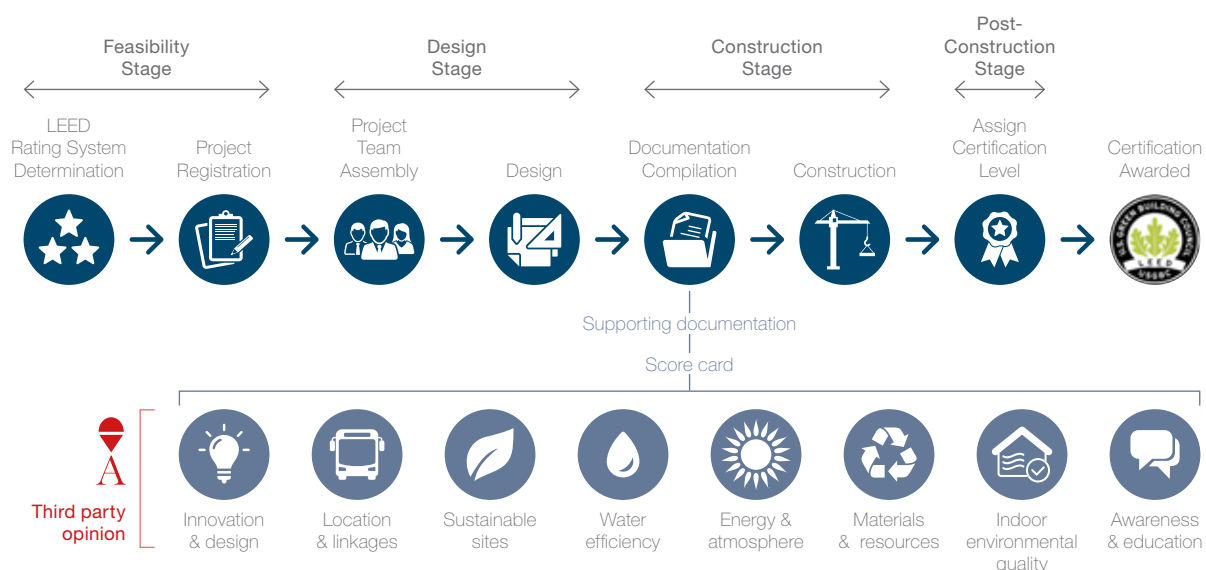 Feasibility
Stage
Design
Stage
Construction
Stage
Post-
Construction
Stage
LEED
Rating System
Determination
Project
Registration
Project
Team
Assembly
Design
Documentation
Compilation
Construction
Assign
Certification
Level
Certification
Awarded
U.S. GREEN BUILDING COUNCIL
LEED
USGBC
Supporting documentation
Score card
A
Third party
opinion
Innovation
& design
Location
& linkages
Sustainable
sites
Water
efficiency
Energy &
atmosphere
Materials
& resources
Indoor
environmental
quality
Awareness
& education